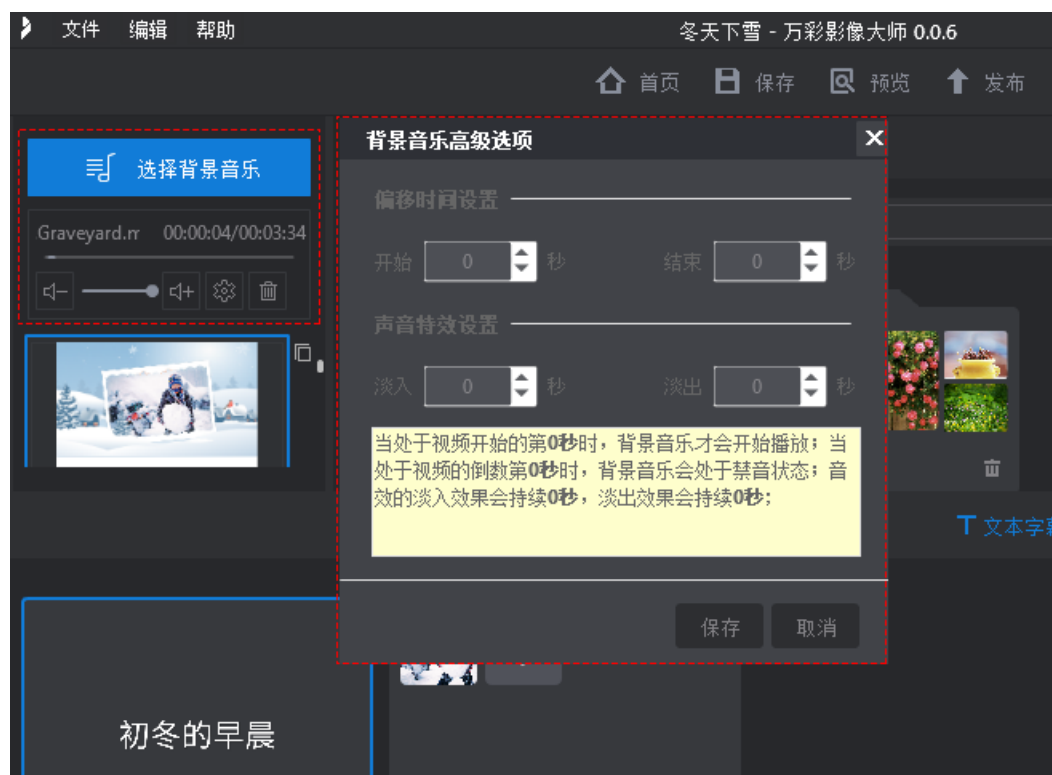 文件 编辑 帮助
冬天下雪 - 万彩影像大师 0.0.6
首页 保存 预览 发布
选择背景音乐
Graveyard.m 00:00:04/00:03:34
背景音乐高级选项
偏移时间设置
开始 0 秒 结束 0 秒
声音特效设置
淡入 0 秒 淡出 0 秒
当处于视频开始的第0秒时，背景音乐才会开始播放；当
处于视频的倒数第0秒时，背景音乐会处于禁音状态；音
效的淡入效果会持续0秒，淡出效果会持续0秒;
保存 取消
T 文本字幕
初冬的早晨